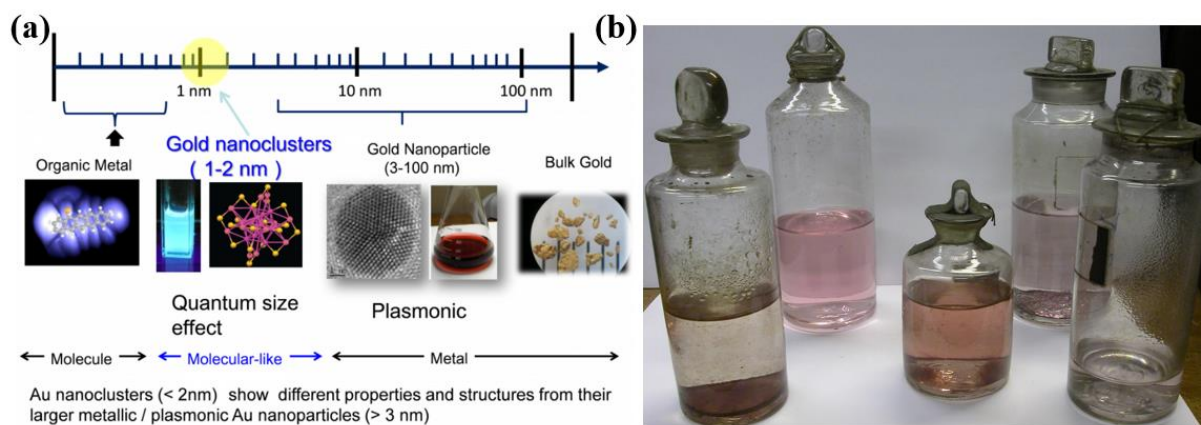 (a)
(b)
1 nm
10 nm
100 nm
Gold nanoclusters
( 1-2 nm )
Organic Metal
Gold Nanoparticle
(3-100 nm)
Bulk Gold
Quantum size
effect
Plasmonic
Molecule
Molecular-like
Metal
Au nanoclusters (< 2nm) show different properties and structures from their
larger metallic / plasmonic Au nanoparticles (> 3 nm)